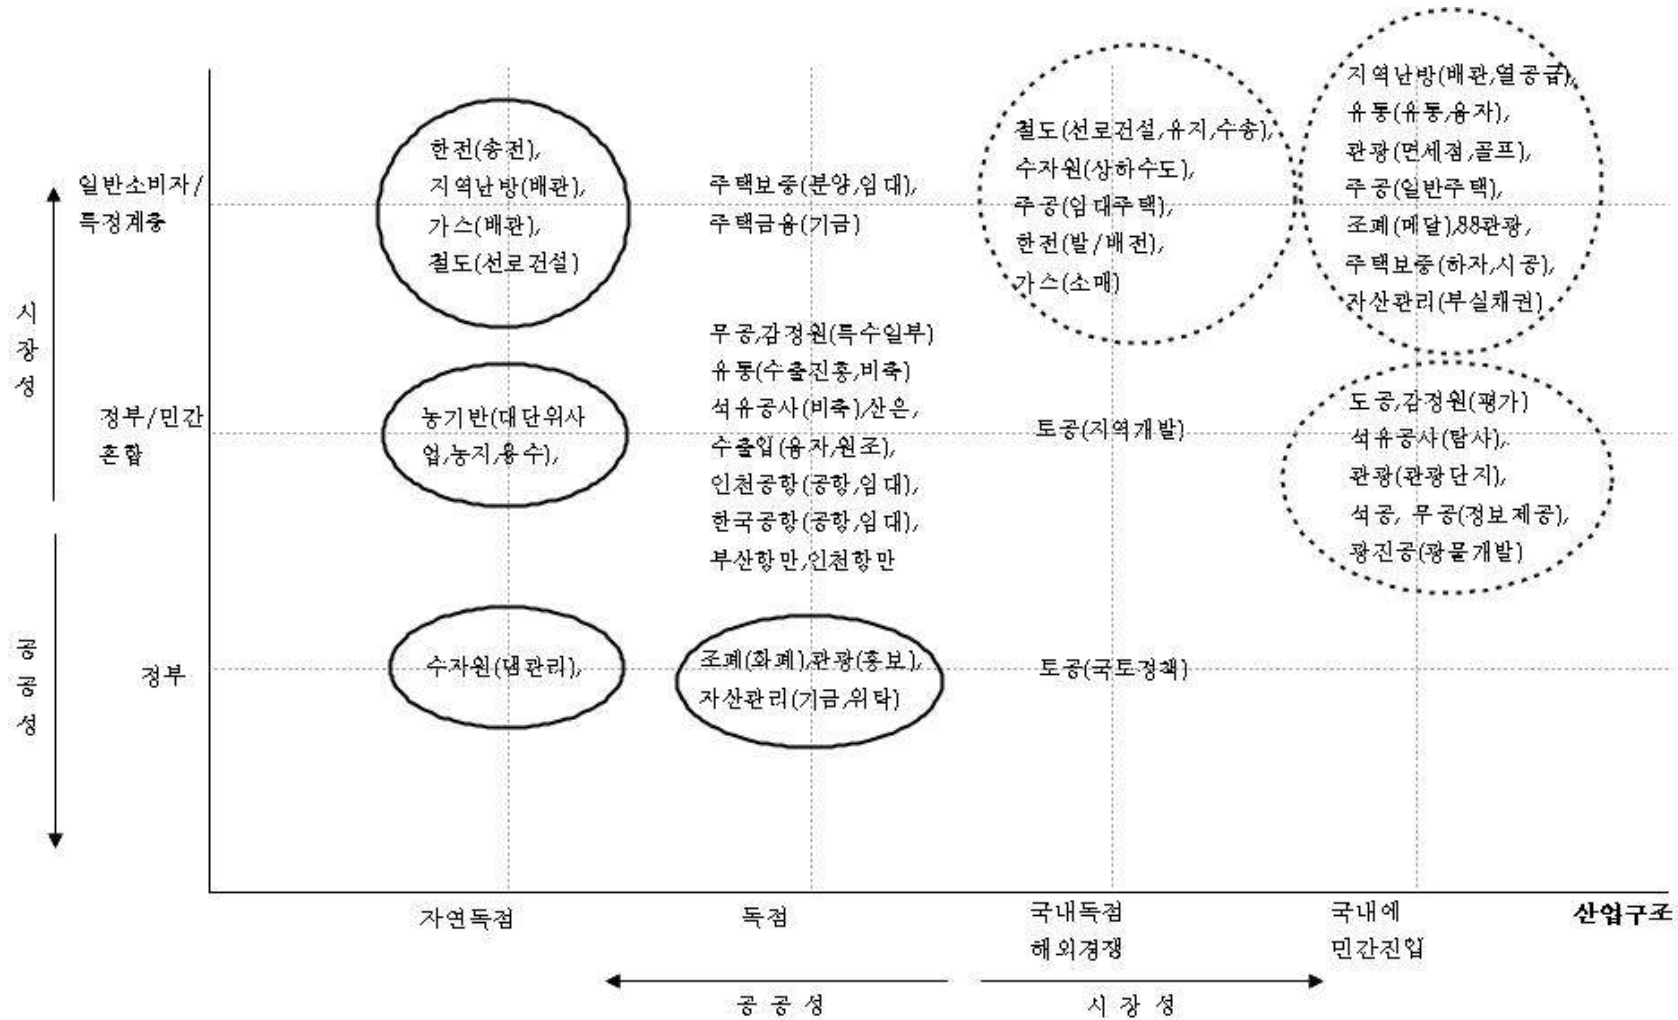 일반소비자/
특정계층
한전(송전),
지역난방(배관),
가스(배관),
철도(선로건설)
주택보증(분양,임대),
주택금융(기금)
철도(선로건설,유지,수송),
수자원(상하수도),
주공(임대주택),
한전(발/배전),
가스(소매)
지역난방(배관,열공급),
유통(유통,융자),
관광(면세점,골프),
주공(일반주택),
조폐(메달),88관광,
주택보증(하자,시공),
자산관리(부실채권)
시
장
성
정부/민간
혼합
농기반(대단위사
업,농지,용수),
무공,감정원(특수일부)
유통(수출진흥,비축)
석유공사(비축),산은,
수출입(융자,원조),
인천공항(공항,임대),
한국공항(공항,임대),
부산항만,인천항만
토공(지역개발)
도공,감정원(평가)
석유공사(탐사),
관광(관광단지),
석공, 무공(정보제공),
광진공(광물개발)
공
공
성
정부
수자원(댐관리),
조폐(화폐),관광(홍보),
자산관리(기금,위탁)
토공(국토정책)
자연독점
독점
국내독점
해외경쟁
국내에
민간진입
산업구조
공 공 성
시 장 성